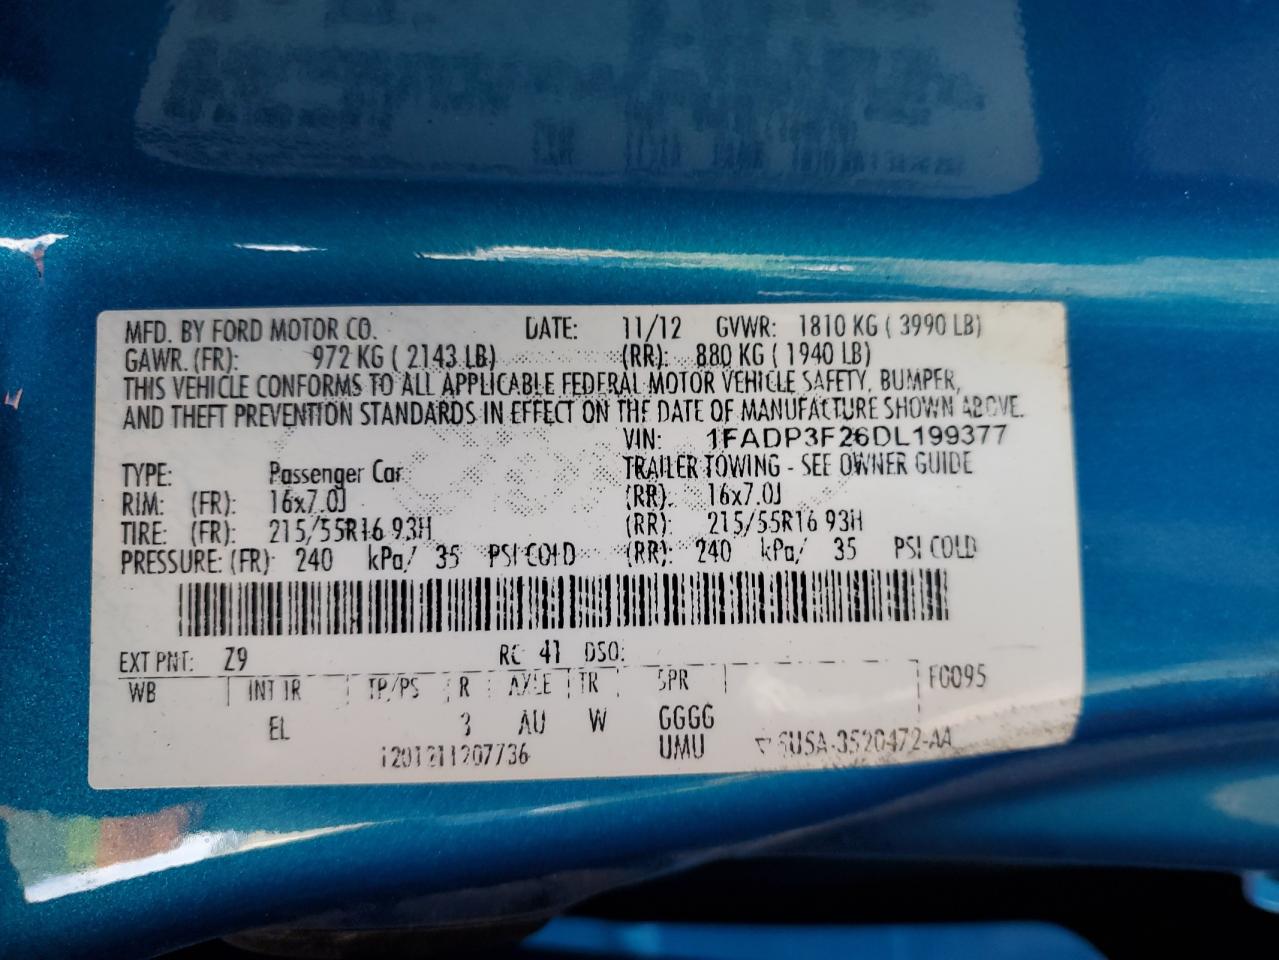 MFD. BY FORD MOTOR CO. DATE: 11/12 GVWR: 1810 KG ( 3990 LB)
GAWR. (FR): 972 KG ( 2143 LB) (RR): 880 KG ( 1940 LB)
THIS VEHICLE CONFORMS TO ALL APPLICABLE FEDERAL MOTOR VEHICLE SAFETY, BUMPER,
AND THEFT PREVENTION STANDARDS IN EFFECT ON THE DATE OF MANUFACTURE SHOWN ABOVE.
VIN: 1FADP3F26DL199377
TYPE: Passenger Car TRAILER TOWING - SEE OWNER GUIDE
RIM: (FR): 16x7.0J (RR): 16x7.0J
TIRE: (FR): 215/55R16 93H (RR): 215/55R16 93H
PRESSURE: (FR): 240 kPa/ 35 PSI COLD (RR): 240 kPa/ 35 PSI COLD
EXT PNT: Z9 RC: 41 DSO:
WB INT TR TP/PS R AXLE TR SPR F0095
EL 3 AU W GGGG
UMU